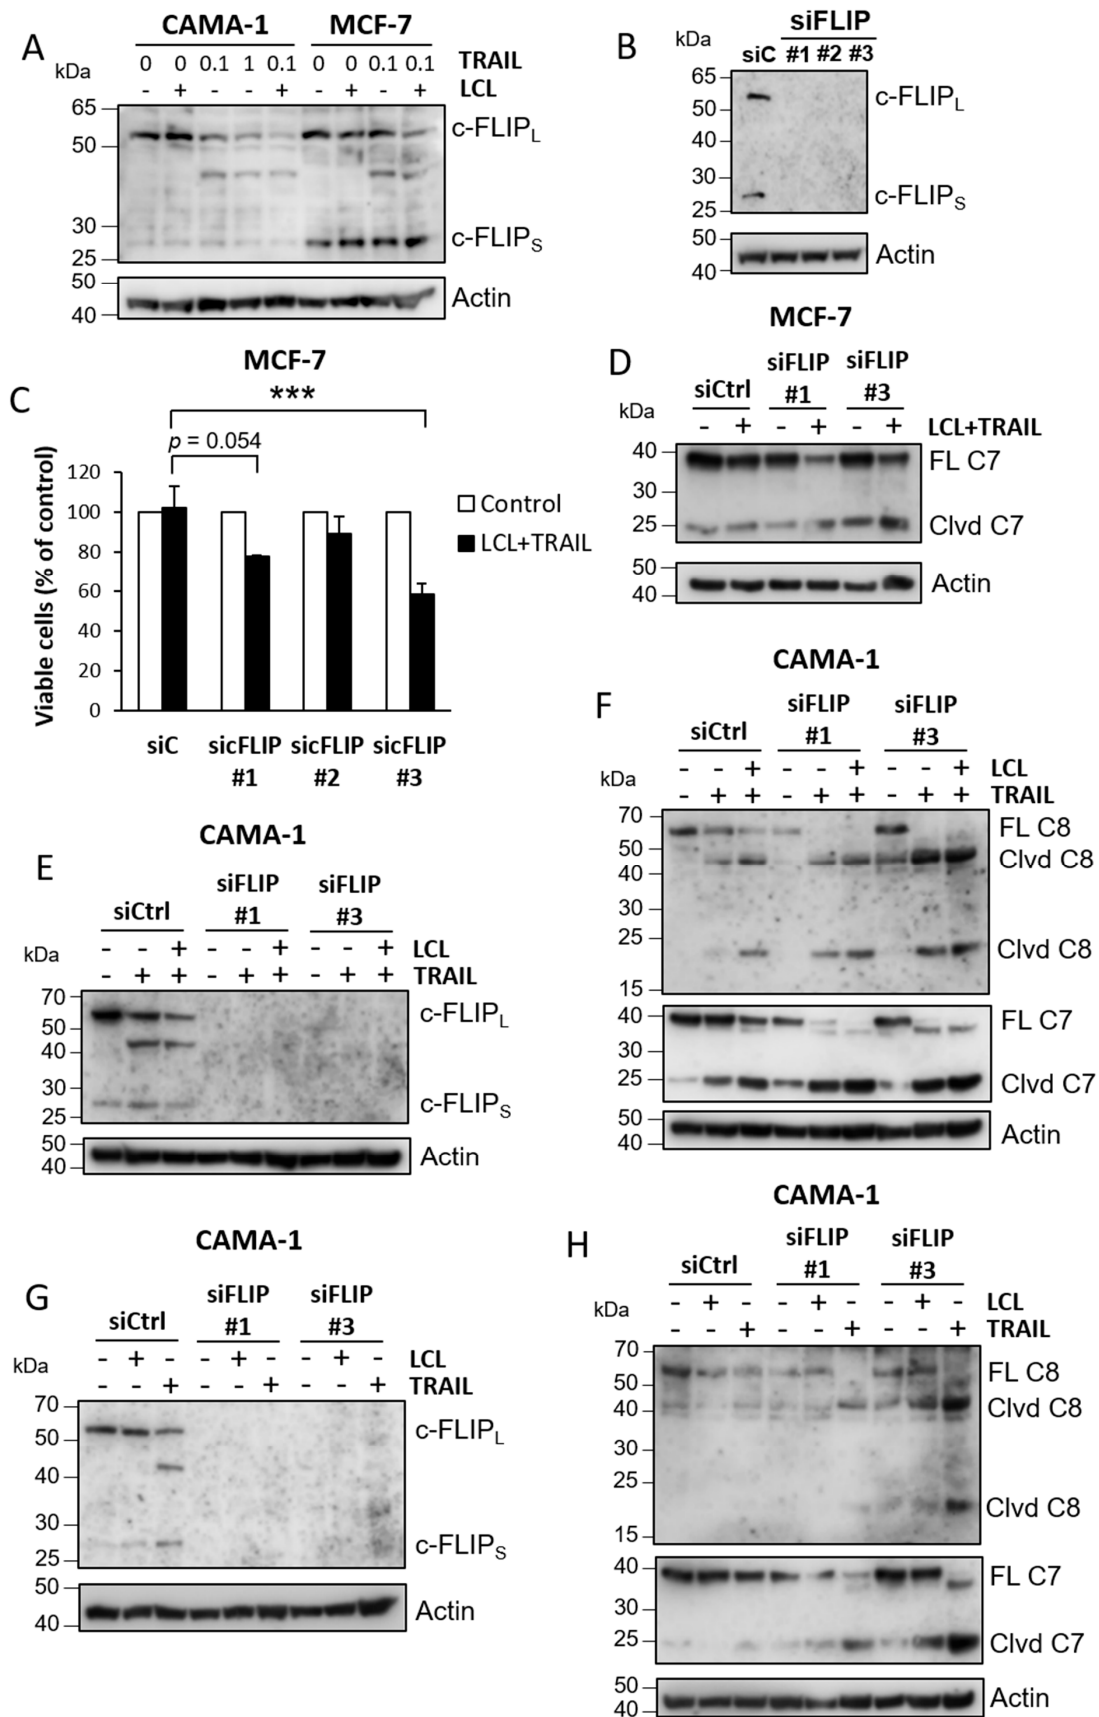 A
CAMA-1 MCF-7
0 0 0.1 1 0.1 0 0 0.1 0.1 TRAIL
kDa - + - - + - + - + LCL
65
50
30
25
c-FLIPL
c-FLIPS
50
40
Actin
B
siFLIP
kDa siC #1 #2 #3
65
50
40
30
25
c-FLIPL
c-FLIPS
50
40
Actin
C
MCF-7
***
p = 0.054
Viable cells (% of control)
120
100
80
60
40
20
0
Control
LCL+TRAIL
siC sicFLIP sicFLIP sicFLIP
#1 #2 #3
MCF-7
D
siFLIP siFLIP
siCtrl #1 #3
kDa - + - + - + LCL+TRAIL
40
30
25
FL C7
Clvd C7
50
40
Actin
CAMA-1
E
siFLIP siFLIP
siCtrl #1 #3
kDa - - + - - + - - + LCL
- + + - + + - + + TRAIL
70
50
40
30
25
c-FLIPL
c-FLIPS
50
40
Actin
CAMA-1
F
siFLIP siFLIP
siCtrl #1 #3
- - + - - + - - + LCL
kDa - + + - + + - + + TRAIL
70
50
40
30
25
15
FL C8
Clvd C8
Clvd C8
40
30
25
FL C7
Clvd C7
50
40
Actin
CAMA-1
G
siFLIP siFLIP
siCtrl #1 #3
kDa - + - - + - - + - LCL
- - + - - + - - + TRAIL
70
50
40
30
25
c-FLIPL
c-FLIPS
50
40
Actin
CAMA-1
H
siFLIP siFLIP
siCtrl #1 #3
kDa - + - - + - - + - LCL
- - + - - + - - + TRAIL
70
50
40
30
25
15
FL C8
Clvd C8
Clvd C8
40
30
25
FL C7
Clvd C7
50
40
Actin